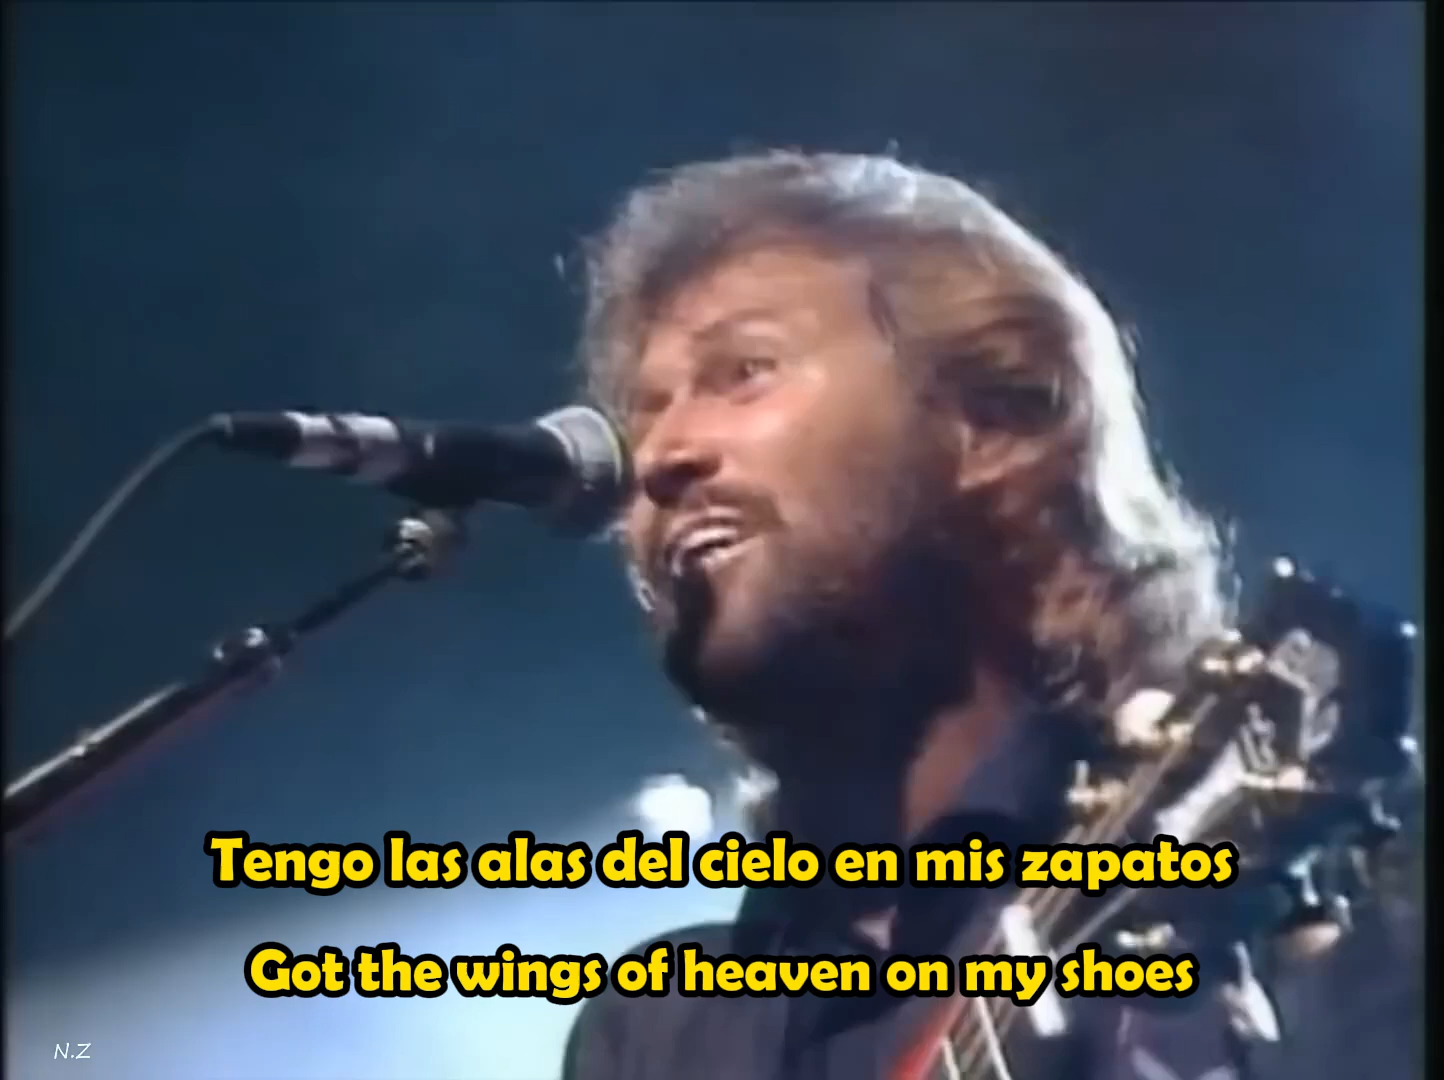 Tengo las alas del cielo en mis zapatos
Got the wings of heaven on my shoes
N.Z